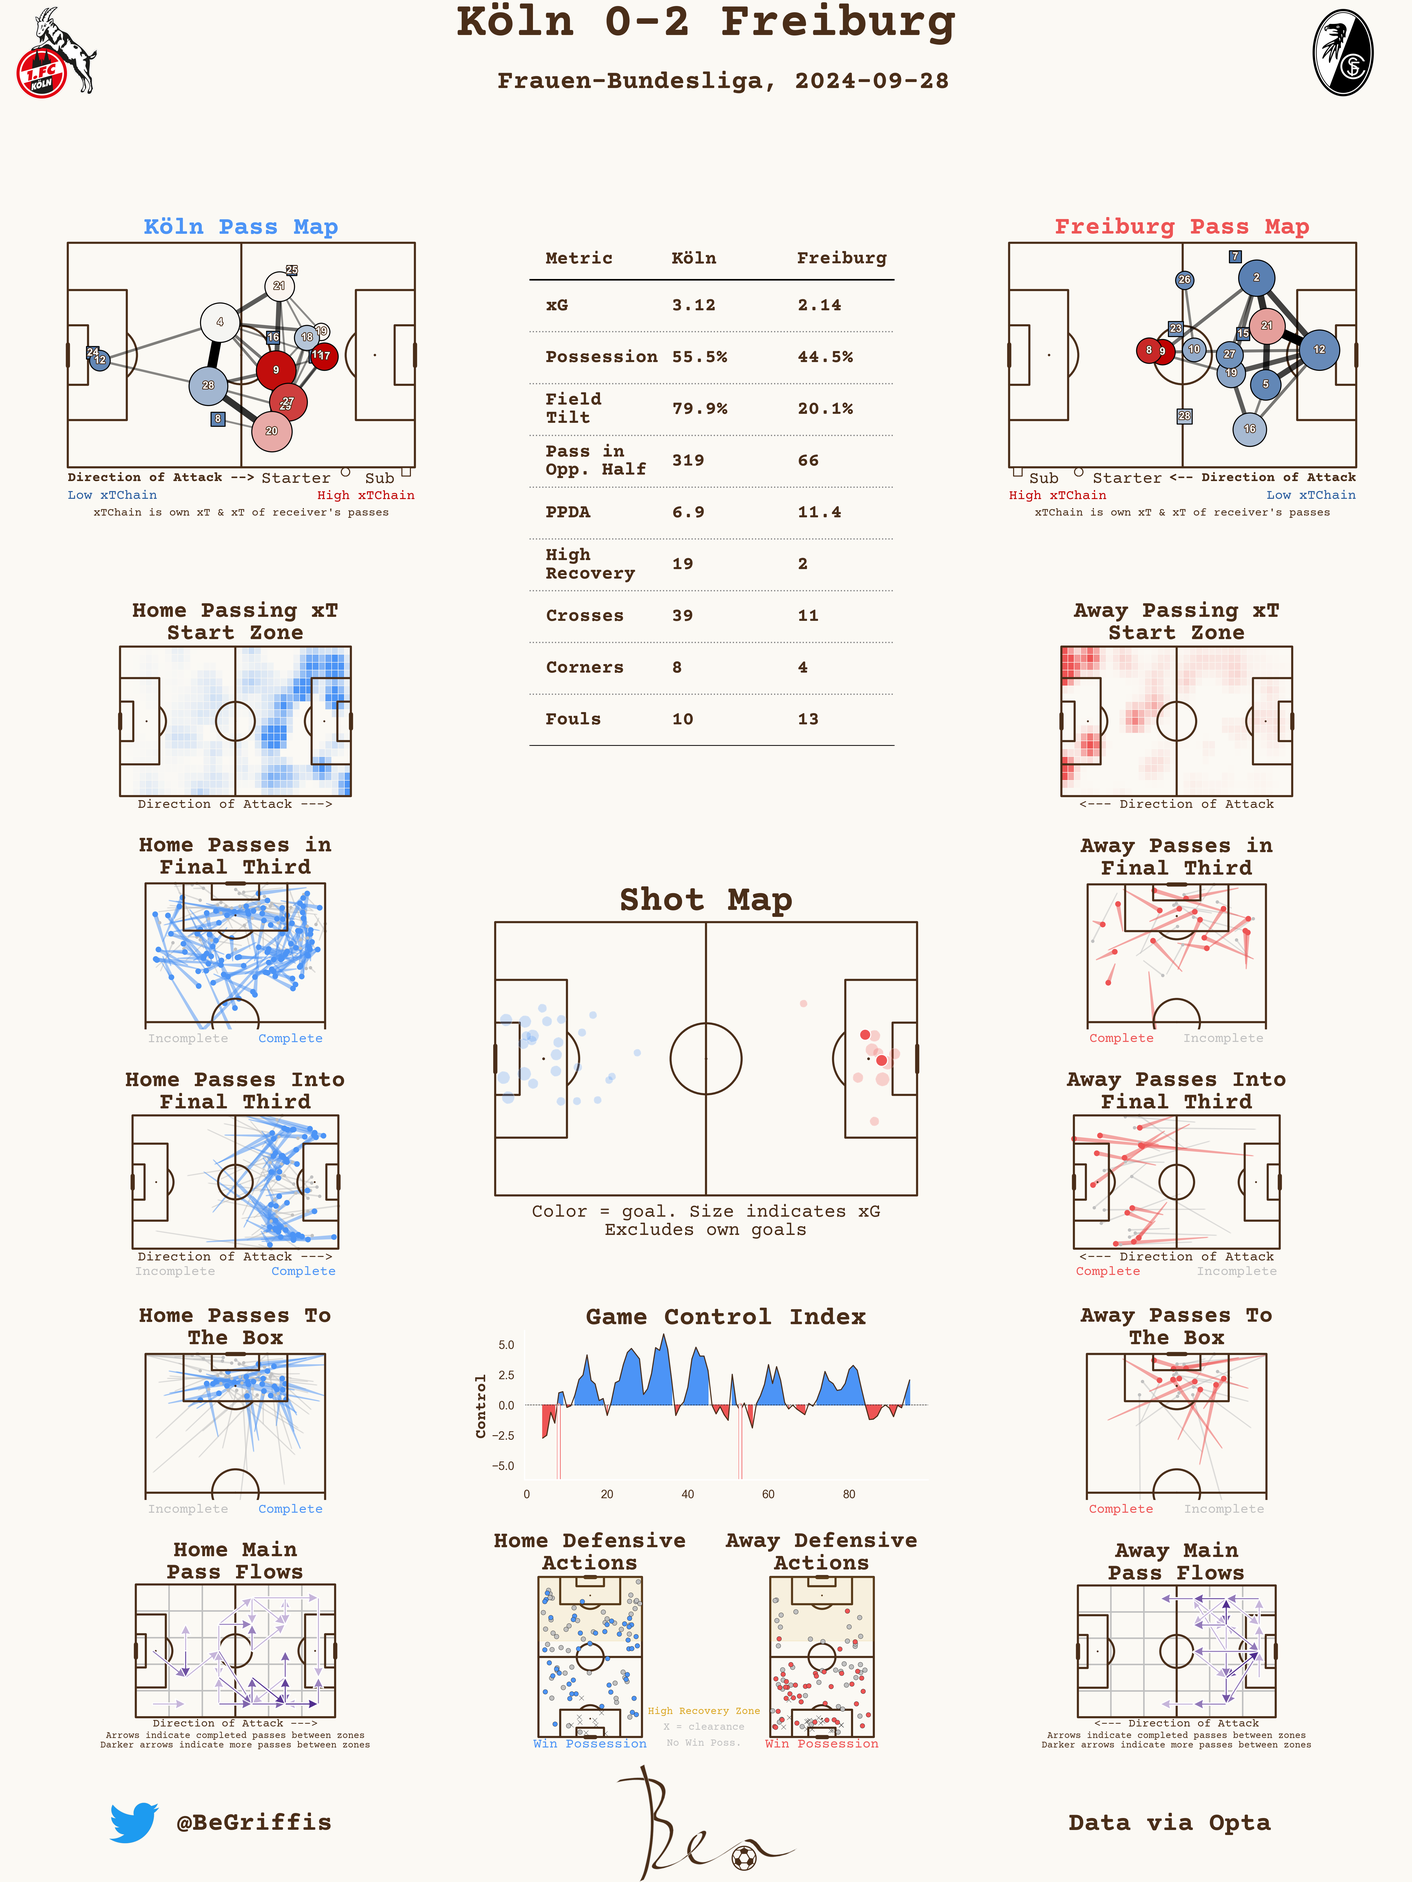 Köln 0-2 Freiburg
Frauen-Bundesliga, 2024-09-28
1.FC
KÖLN
Köln Pass Map
25
21
4
16
18
19
24
12
17
9
28
27
8
20
Direction of Attack --> Starter Sub
Low xTChain High xTChain
xTChain is own xT & xT of receiver's passes
Metric Köln Freiburg
xG 3.12 2.14
Possession 55.5% 44.5%
Field
Tilt 79.9% 20.1%
Pass in
Opp. Half 319 66
PPDA 6.9 11.4
High
Recovery 19 2
Crosses 39 11
Corners 8 4
Fouls 10 13
Freiburg Pass Map
7
26
2
23
15
21
8
9
10
27
12
19
5
28
16
Sub Starter <-- Direction of Attack
High xTChain Low xTChain
xTChain is own xT & xT of receiver's passes
Home Passing xT
Start Zone
Direction of Attack --->
Away Passing xT
Start Zone
<--- Direction of Attack
Home Passes in
Final Third
Incomplete Complete
Shot Map
Color = goal. Size indicates xG
Excludes own goals
Away Passes in
Final Third
Complete Incomplete
Home Passes Into
Final Third
Direction of Attack --->
Incomplete Complete
Away Passes Into
Final Third
<--- Direction of Attack
Complete Incomplete
Home Passes To
The Box
Incomplete Complete
Game Control Index
Control
5.0
2.5
0.0
−2.5
−5.0
0 20 40 60 80
Away Passes To
The Box
Complete Incomplete
Home Main
Pass Flows
Direction of Attack --->
Arrows indicate completed passes between zones
Darker arrows indicate more passes between zones
Home Defensive
Actions
Win Possession
Away Defensive
Actions
Win Possession
High Recovery Zone
X = clearance
No Win Poss.
Away Main
Pass Flows
<--- Direction of Attack
Arrows indicate completed passes between zones
Darker arrows indicate more passes between zones
@BeGriffis
Ben
Data via Opta